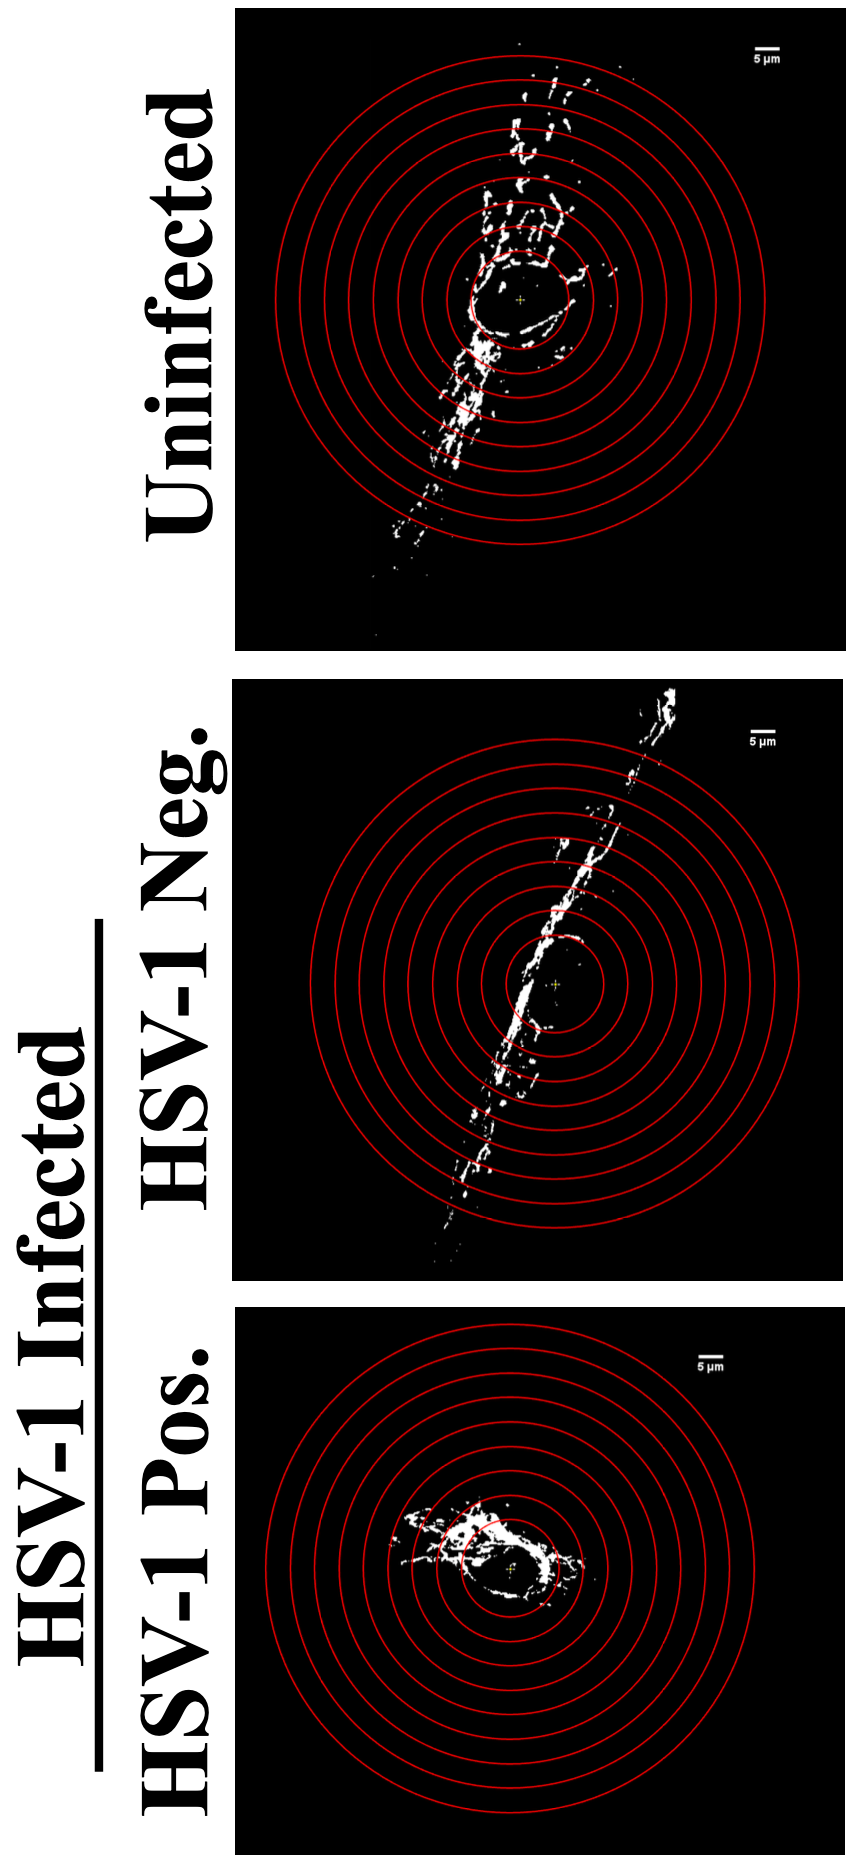 Uninfected
5 µm
HSV-1 Infected
HSV-1 Neg.
5 µm
HSV-1 Pos.
5 µm